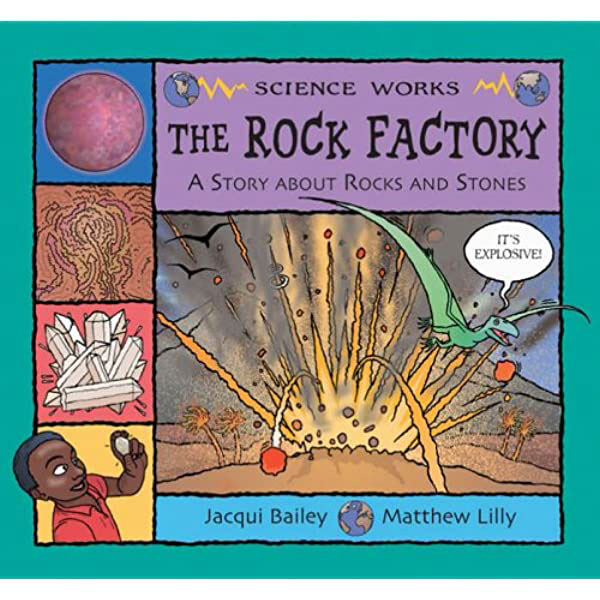 SCIENCE WORKS
THE ROCK FACTORY
A STORY ABOUT ROCKS AND STONES
IT'S
EXPLOSIVE!
Jacqui Bailey
Matthew Lilly